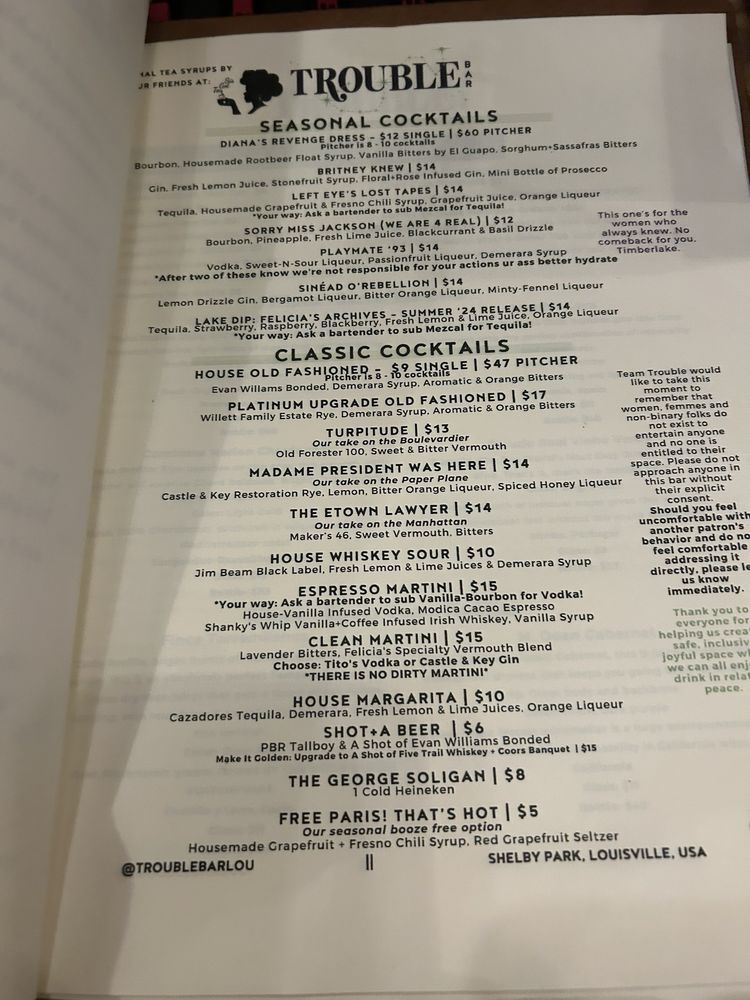 TEA SYRUPS BY
FRIENDS AT:
TROUBLE BAR
SEASONAL COCKTAILS
DIANA'S REVENGE DRESS – $12 SINGLE | $60 PITCHER
Pitcher is 8 - 10 cocktails
Bourbon, Housemade Rootbeer Float Syrup, Vanilla Bitters by El Guapo, Sorghum+Sassafras Bitters
BRITNEY KNEW | $14
Gin, Fresh Lemon Juice, Stonefruit Syrup, Floral+Rose Infused Gin, Mini Bottle of Prosecco
LEFT EYE'S LOST TAPES | $14
Tequila, Housemade Grapefruit & Fresno Chili Syrup, Grapefruit Juice, Orange Liqueur
*Your way: Ask a bartender to sub Mezcal for Tequila!
SORRY MISS JACKSON (WE ARE 4 REAL) | $12
Bourbon, Pineapple, Fresh Lime Juice, Blackcurrant & Basil Drizzle
PLAYMATE '93 | $14
Vodka, Sweet-N-Sour Liqueur, Passionfruit Liqueur, Demerara Syrup
*After two of these know we're not responsible for your actions ur ass better hydrate
SINÉAD O'REBELLION | $14
Lemon Drizzle Gin, Bergamot Liqueur, Bitter Orange Liqueur, Minty-Fennel Liqueur
LAKE DIP: FELICIA'S ARCHIVES – SUMMER '24 RELEASE | $14
Tequila, Strawberry, Raspberry, Blackberry, Fresh Lemon & Lime Juice, Orange Liqueur
*Your way: Ask a bartender to sub Mezcal for Tequila!
This one's for the
women who
always knew. No
comeback for you,
Timberlake.
CLASSIC COCKTAILS
HOUSE OLD FASHIONED – $9 SINGLE | $47 PITCHER
Pitcher is 8 - 10 cocktails
Evan Willams Bonded, Demerara Syrup, Aromatic & Orange Bitters
PLATINUM UPGRADE OLD FASHIONED | $17
Willett Family Estate Rye, Demerara Syrup, Aromatic & Orange Bitters
TURPITUDE | $13
Our take on the Boulevardier
Old Forester 100, Sweet & Bitter Vermouth
MADAME PRESIDENT WAS HERE | $14
Our take on the Paper Plane
Castle & Key Restoration Rye, Lemon, Bitter Orange Liqueur, Spiced Honey Liqueur
THE ETOWN LAWYER | $14
Our take on the Manhattan
Maker's 46, Sweet Vermouth, Bitters
HOUSE WHISKEY SOUR | $10
Jim Beam Black Label, Fresh Lemon & Lime Juices & Demerara Syrup
ESPRESSO MARTINI | $15
*Your way: Ask a bartender to sub Vanilla-Bourbon for Vodka!
House-Vanilla Infused Vodka, Modica Cacao Espresso
Shanky's Whip Vanilla+Coffee Infused Irish Whiskey, Vanilla Syrup
CLEAN MARTINI | $15
Lavender Bitters, Felicia's Specialty Vermouth Blend
Choose: Tito's Vodka or Castle & Key Gin
*THERE IS NO DIRTY MARTINI*
HOUSE MARGARITA | $10
Cazadores Tequila, Demerara, Fresh Lemon & Lime Juices, Orange Liqueur
SHOT+A BEER | $6
PBR Tallboy & A Shot of Evan Williams Bonded
Make It Golden: Upgrade to A Shot of Five Trail Whiskey + Coors Banquet | $15
THE GEORGE SOLIGAN | $8
1 Cold Heineken
FREE PARIS! THAT'S HOT | $5
Our seasonal booze free option
Housemade Grapefruit + Fresno Chili Syrup, Red Grapefruit Seltzer
Team Trouble would
like to take this
moment to
remember that
women, femmes and
non-binary folks do
not exist to
entertain anyone
and no one is
entitled to their
space. Please do not
approach anyone in
this bar without
their explicit
consent.
Should you feel
uncomfortable with
another patron's
behavior and do no
feel comfortable
addressing it
directly, please le
us know
immediately.
Thank you to
everyone for
helping us crea
safe, inclusiv
joyful space wh
we can all enj
drink in relat
peace.
@TROUBLEBARLOU || SHELBY PARK, LOUISVILLE, USA